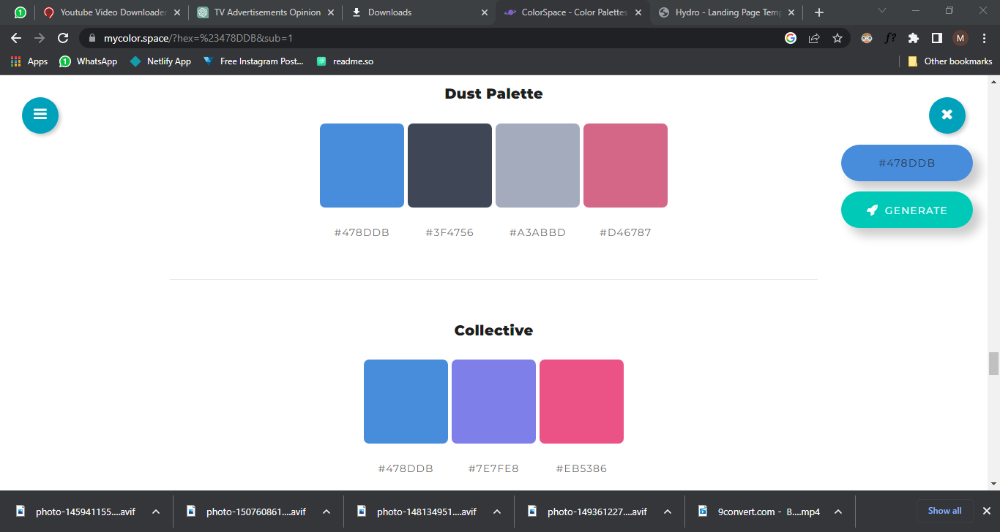 1
Youtube Video Downloader
TV Advertisements Opinion
Downloads
ColorSpace - Color Palettes
Hydro - Landing Page Temp
mycolor.space/?hex=%23478DDB&sub=1
f?
M
Apps
1
WhatsApp
Netlify App
Free Instagram Post...
readme.so
Other bookmarks
Dust Palette
#478DDB
#3F4756
#A3ABBD
#D46787
#478DDB
GENERATE
Collective
#478DDB
#7E7FE8
#EB5386
photo-145941155....avif
photo-150760861....avif
photo-148134951....avif
photo-149361227....avif
9convert.com - B....mp4
Show all